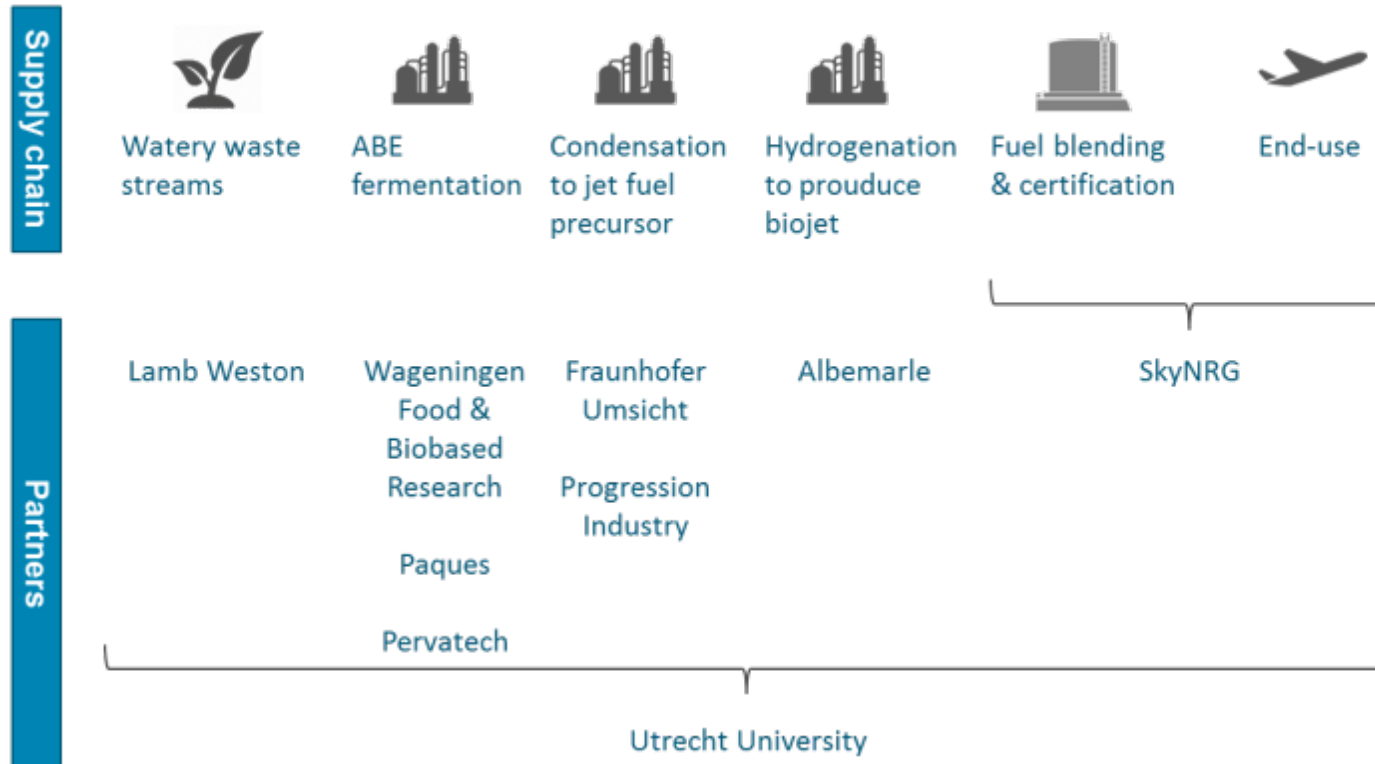 Supply chain
Watery waste
streams
ABE
fermentation
Condensation
to jet fuel
precursor
Hydrogenation
to prouduce
biojet
Fuel blending
& certification
End-use
Partners
Lamb Weston
Wageningen
Food &
Biobased
Research
Paques
Pervatech
Fraunhofer
Umsicht
Progression
Industry
Albemarle
SkyNRG
Utrecht University